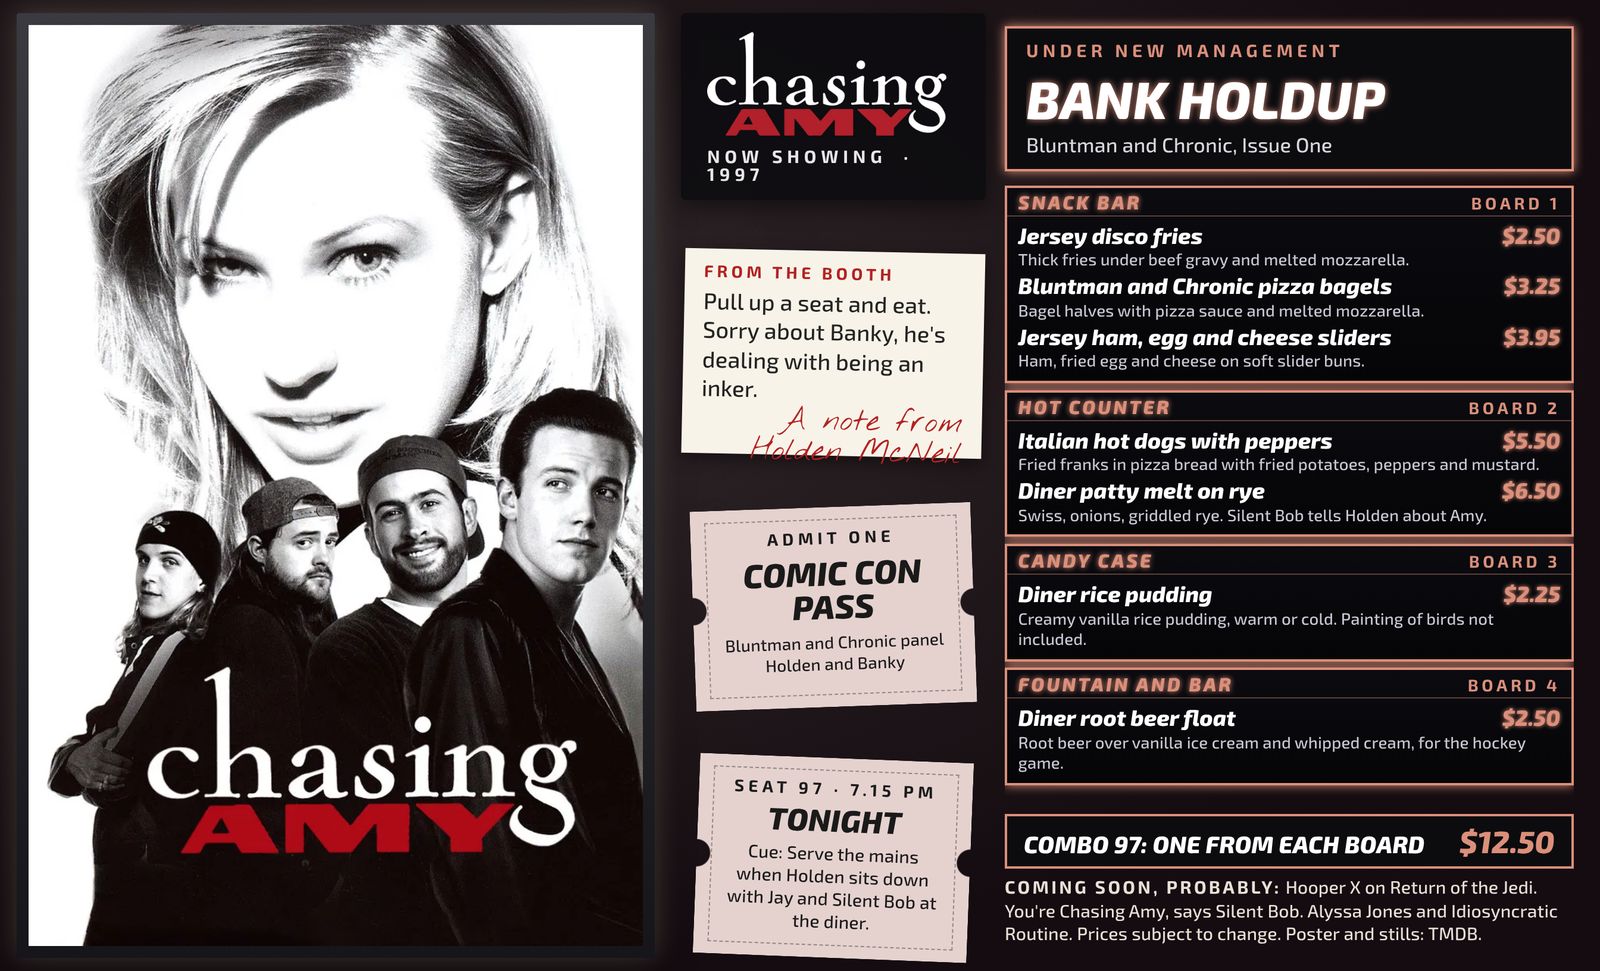 chasing
AMY
chasing
AMY
NOW SHOWING ·
1997
FROM THE BOOTH
Pull up a seat and eat.
Sorry about Banky, he's
dealing with being an
inker.
A note from
Holden McNeil
ADMIT ONE
COMIC CON
PASS
Bluntman and Chronic panel
Holden and Banky
SEAT 97 · 7.15 PM
TONIGHT
Cue: Serve the mains
when Holden sits down
with Jay and Silent Bob at
the diner.
UNDER NEW MANAGEMENT
BANK HOLDUP
Bluntman and Chronic, Issue One
SNACK BAR BOARD 1
Jersey disco fries $2.50
Thick fries under beef gravy and melted mozzarella.
Bluntman and Chronic pizza bagels $3.25
Bagel halves with pizza sauce and melted mozzarella.
Jersey ham, egg and cheese sliders $3.95
Ham, fried egg and cheese on soft slider buns.
HOT COUNTER BOARD 2
Italian hot dogs with peppers $5.50
Fried franks in pizza bread with fried potatoes, peppers and mustard.
Diner patty melt on rye $6.50
Swiss, onions, griddled rye. Silent Bob tells Holden about Amy.
CANDY CASE BOARD 3
Diner rice pudding $2.25
Creamy vanilla rice pudding, warm or cold. Painting of birds not
included.
FOUNTAIN AND BAR BOARD 4
Diner root beer float $2.50
Root beer over vanilla ice cream and whipped cream, for the hockey
game.
COMBO 97: ONE FROM EACH BOARD $12.50
COMING SOON, PROBABLY: Hooper X on Return of the Jedi.
You're Chasing Amy, says Silent Bob. Alyssa Jones and Idiosyncratic
Routine. Prices subject to change. Poster and stills: TMDB.